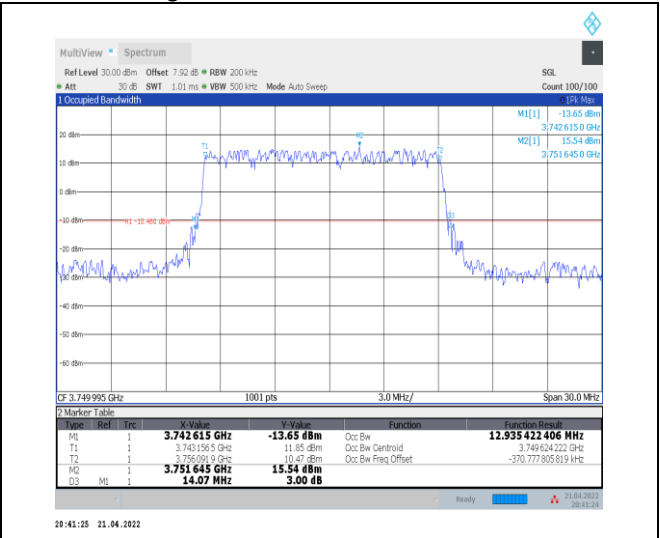 MultiView Spectrum
Ref Level 30.00 dBm Offset 7.92 dB RBW 200 kHz SGL
Att 30 dB SWT 1.01 ms VBW 500 kHz Mode Auto Sweep Count 100/100
1 Occupied Bandwidth 1Pk Max
M1[1] -13.65 dBm
3.742 615 0 GHz
M2[1] 15.54 dBm
3.751 645 0 GHz
20 dBm
M2
T1
T2
10 dBm
0 dBm
D3
M1
-10 dBm
H1 -10.460 dBm
-20 dBm
-30 dBm
-40 dBm
-50 dBm
-60 dBm
CF 3.749 995 GHz 1001 pts 3.0 MHz/ Span 30.0 MHz
2 Marker Table
Type Ref Trc X-Value Y-Value Function Function Result
M1 1 3.742 615 GHz -13.65 dBm Occ Bw 12.935 422 406 MHz
T1 1 3.743 156 5 GHz 11.85 dBm Occ Bw Centroid 3.749 624 222 GHz
T2 1 3.756 091 9 GHz 10.47 dBm Occ Bw Freq Offset -370.777 805 819 kHz
M2 1 3.751 645 GHz 15.54 dBm
D3 M1 1 14.07 MHz 3.00 dB
Ready 21.04.2022
20:41:24
20:41:25 21.04.2022